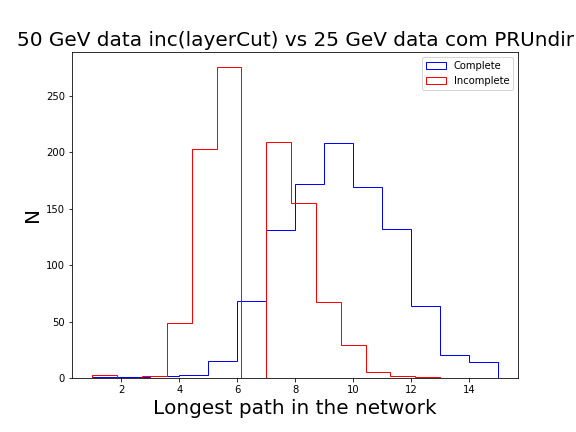 50 GeV data inc(layerCut) vs 25 GeV data com PRUndir
Complete
Incomplete
N
250
200
150
100
50
0
2 4 6 8 10 12 14
Longest path in the network